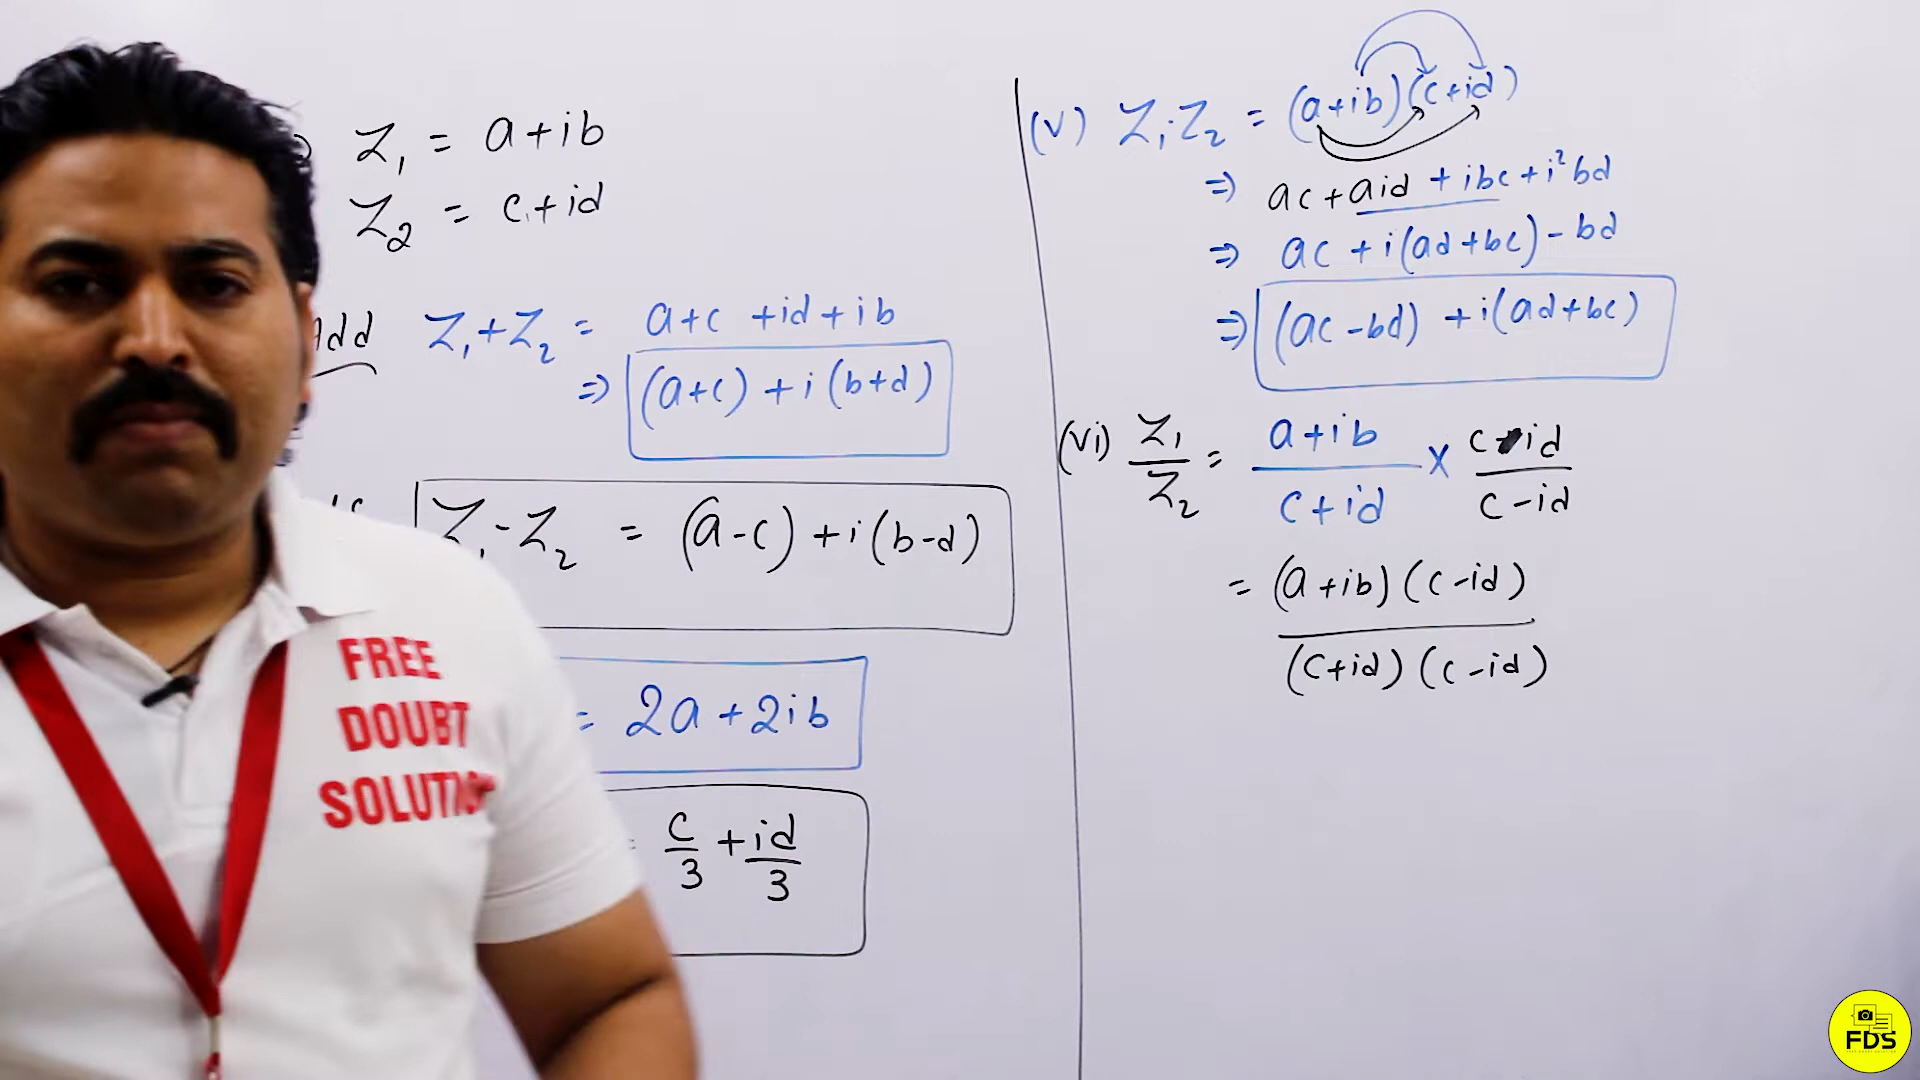 Z₁ = a+ib
Z₂ = c+id
Z₁+Z₂ = a+c +id+ib
⇒ (a+c) +i(b+d)
Z₁-Z₂ = (a-c)+i(b-d)
= 2a+2ib
= c/3 + id/3
(V) Z₁·Z₂ = (a+ib)(c+id)
⇒ ac+aid+ibc+i²bd
⇒ ac +i(ad+bc)-bd
⇒ (ac-bd) +i(ad+bc)
(Vi) Z₁/Z₂ = a+ib/c+id × c-id/c-id
= (a+ib)(c-id)
(c+id)(c-id)
FREE
DOUBT
SOLUTION
FDS